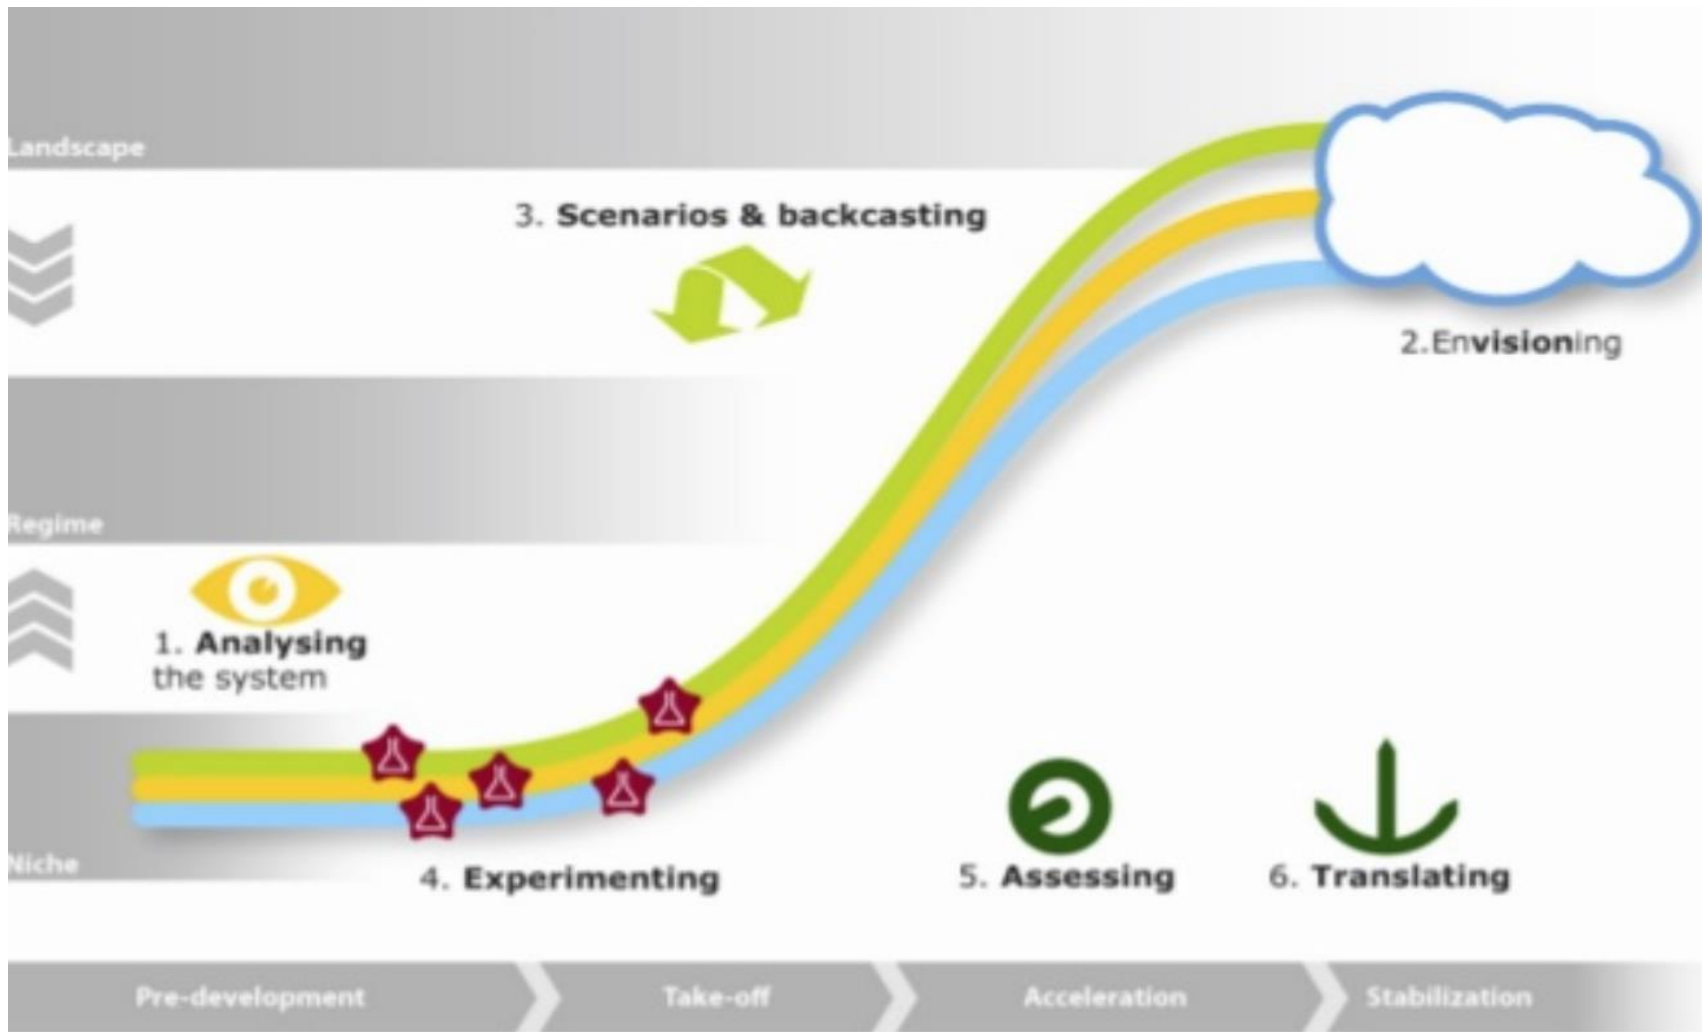 Landscape
3. Scenarios & backcasting
2.Envisioning
Regime
1. Analysing
the system
Niche
4. Experimenting
5. Assessing
6. Translating
Pre-development
Take-off
Acceleration
Stabilization